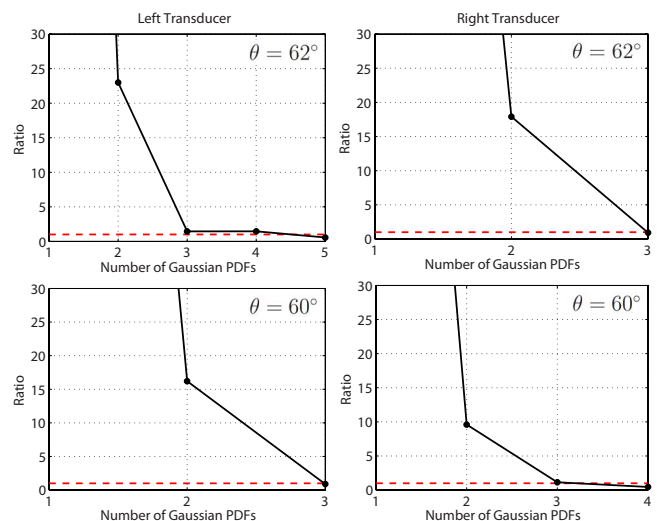 Left Transducer
Right Transducer
θ = 62°
θ = 62°
30
25
20
15
10
5
0
Ratio
1 2 3 4 5
Number of Gaussian PDFs
30
25
20
15
10
5
0
Ratio
1 2 3
Number of Gaussian PDFs
θ = 60°
θ = 60°
30
25
20
15
10
5
0
Ratio
1 2 3
Number of Gaussian PDFs
30
25
20
15
10
5
0
Ratio
1 2 3 4
Number of Gaussian PDFs